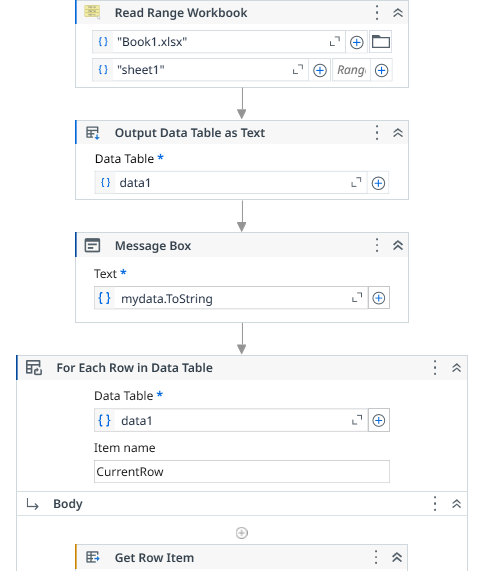 Read Range Workbook
"Book1.xlsx"
"sheet1" Rang
Output Data Table as Text
Data Table *
data1
Message Box
Text *
mydata.ToString
For Each Row in Data Table
Data Table *
data1
Item name
CurrentRow
Body
Get Row Item